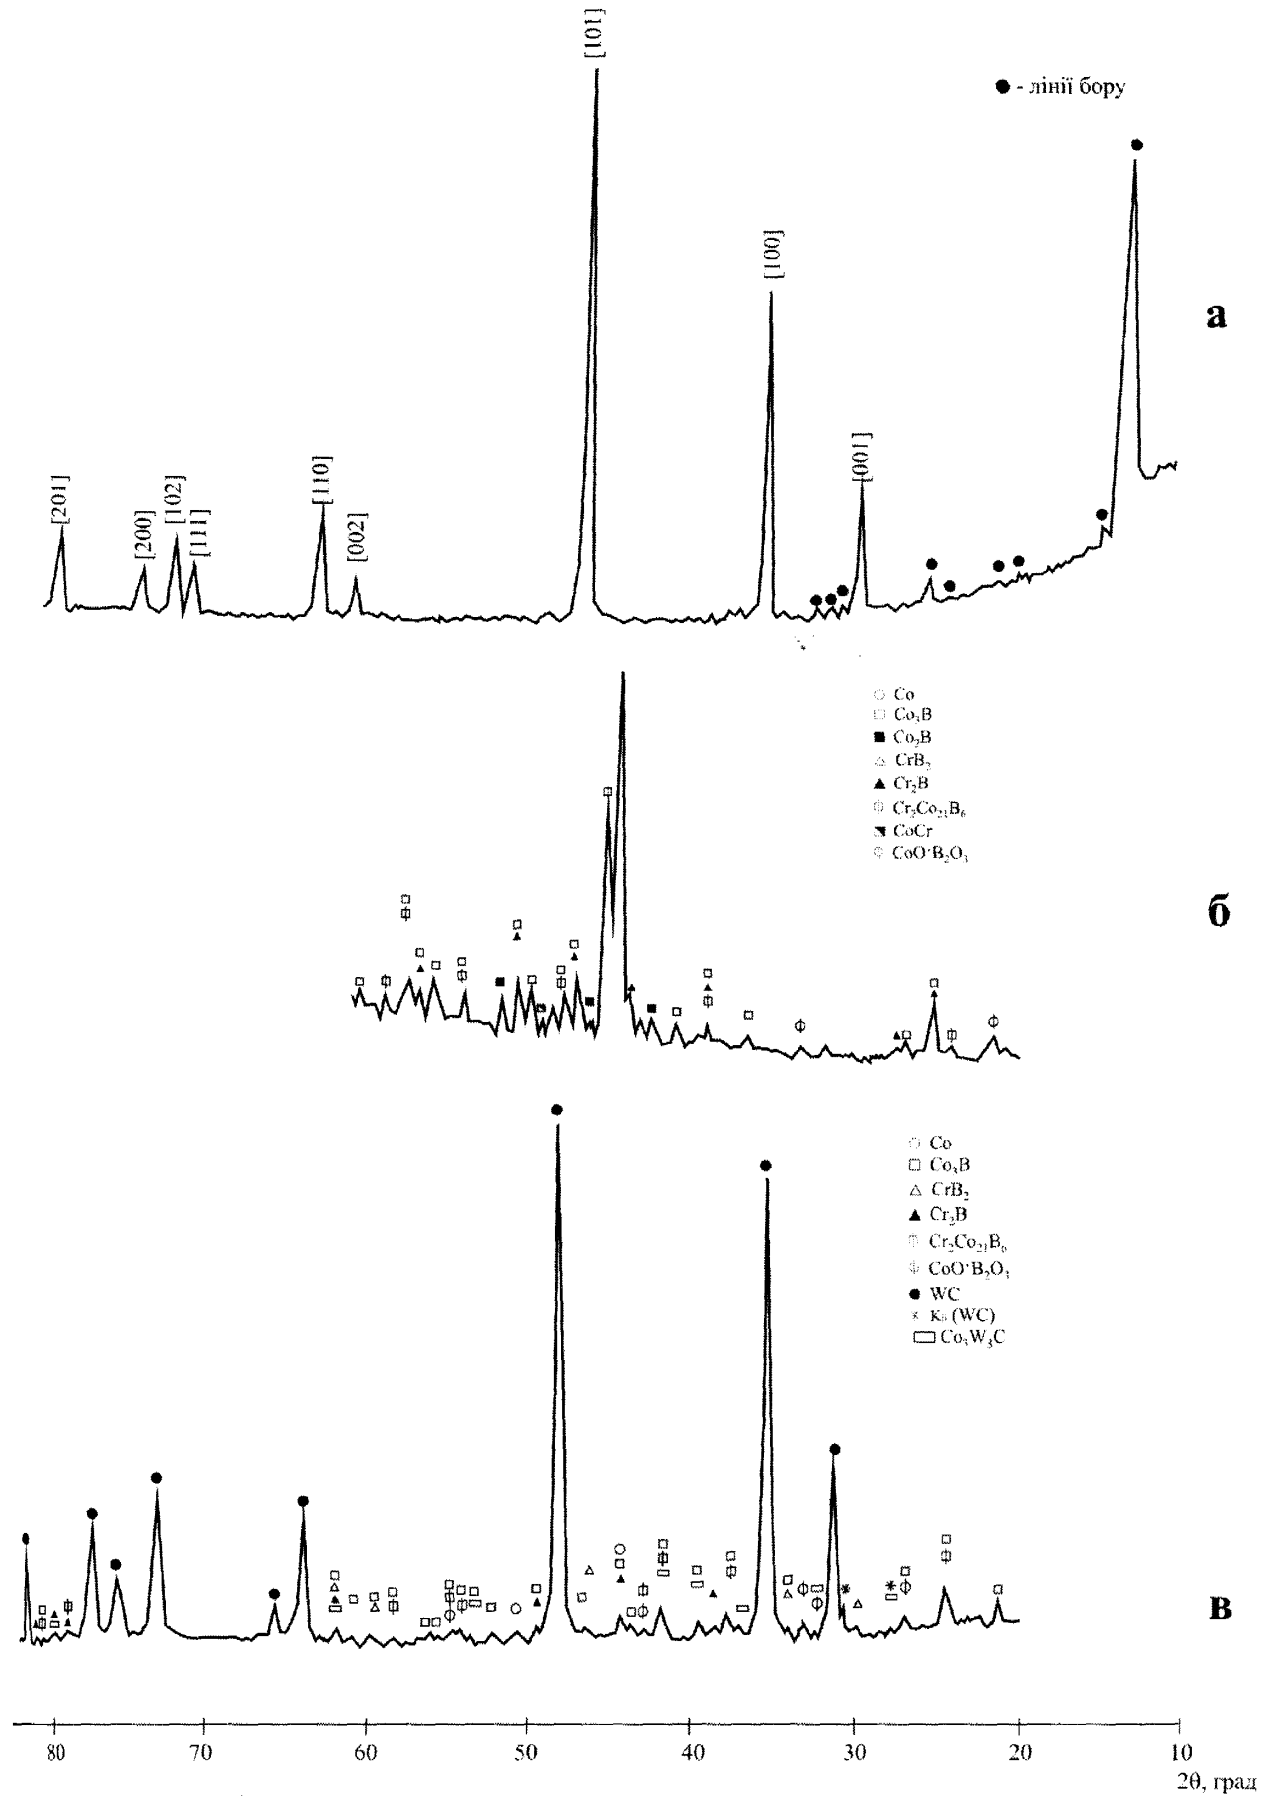 [101]
● - лінії бору
[100]
а
[001]
[201]
[200]
[102]
[111]
[110]
[002]
Co
Co₃B
Co₂B
CrB₂
Cr₂B
Cr₂Co₂₁B₆
CoCr
CoO·B₂O₃
б
Co
Co₃B
CrB₂
Cr₂B
Cr₂Co₂₁B₆
CoO·B₂O₃
WC
Kβ (WC)
Co₃W₃C
в
80 70 60 50 40 30 20 10
2θ, град